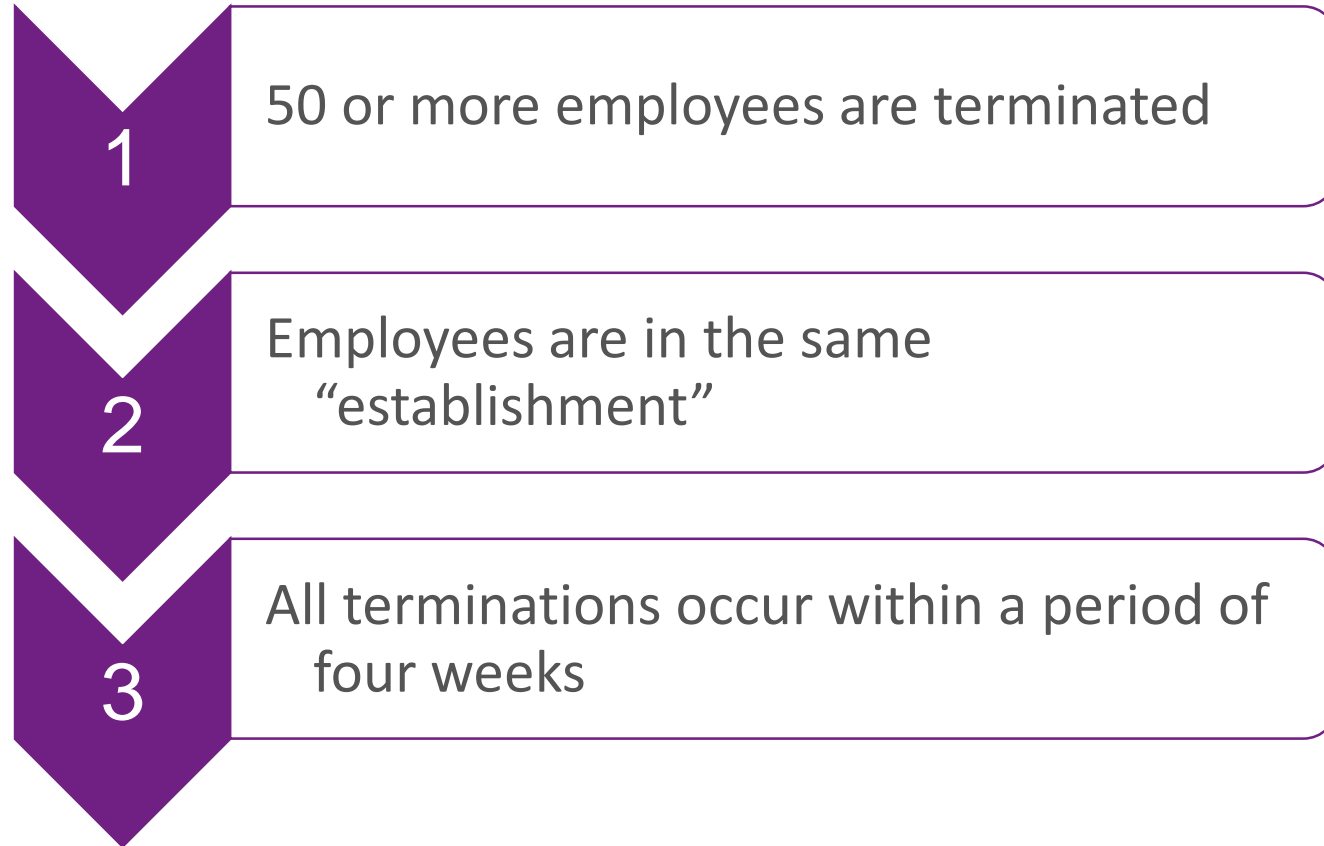 1
50 or more employees are terminated
2
Employees are in the same
“establishment”
3
All terminations occur within a period of
four weeks